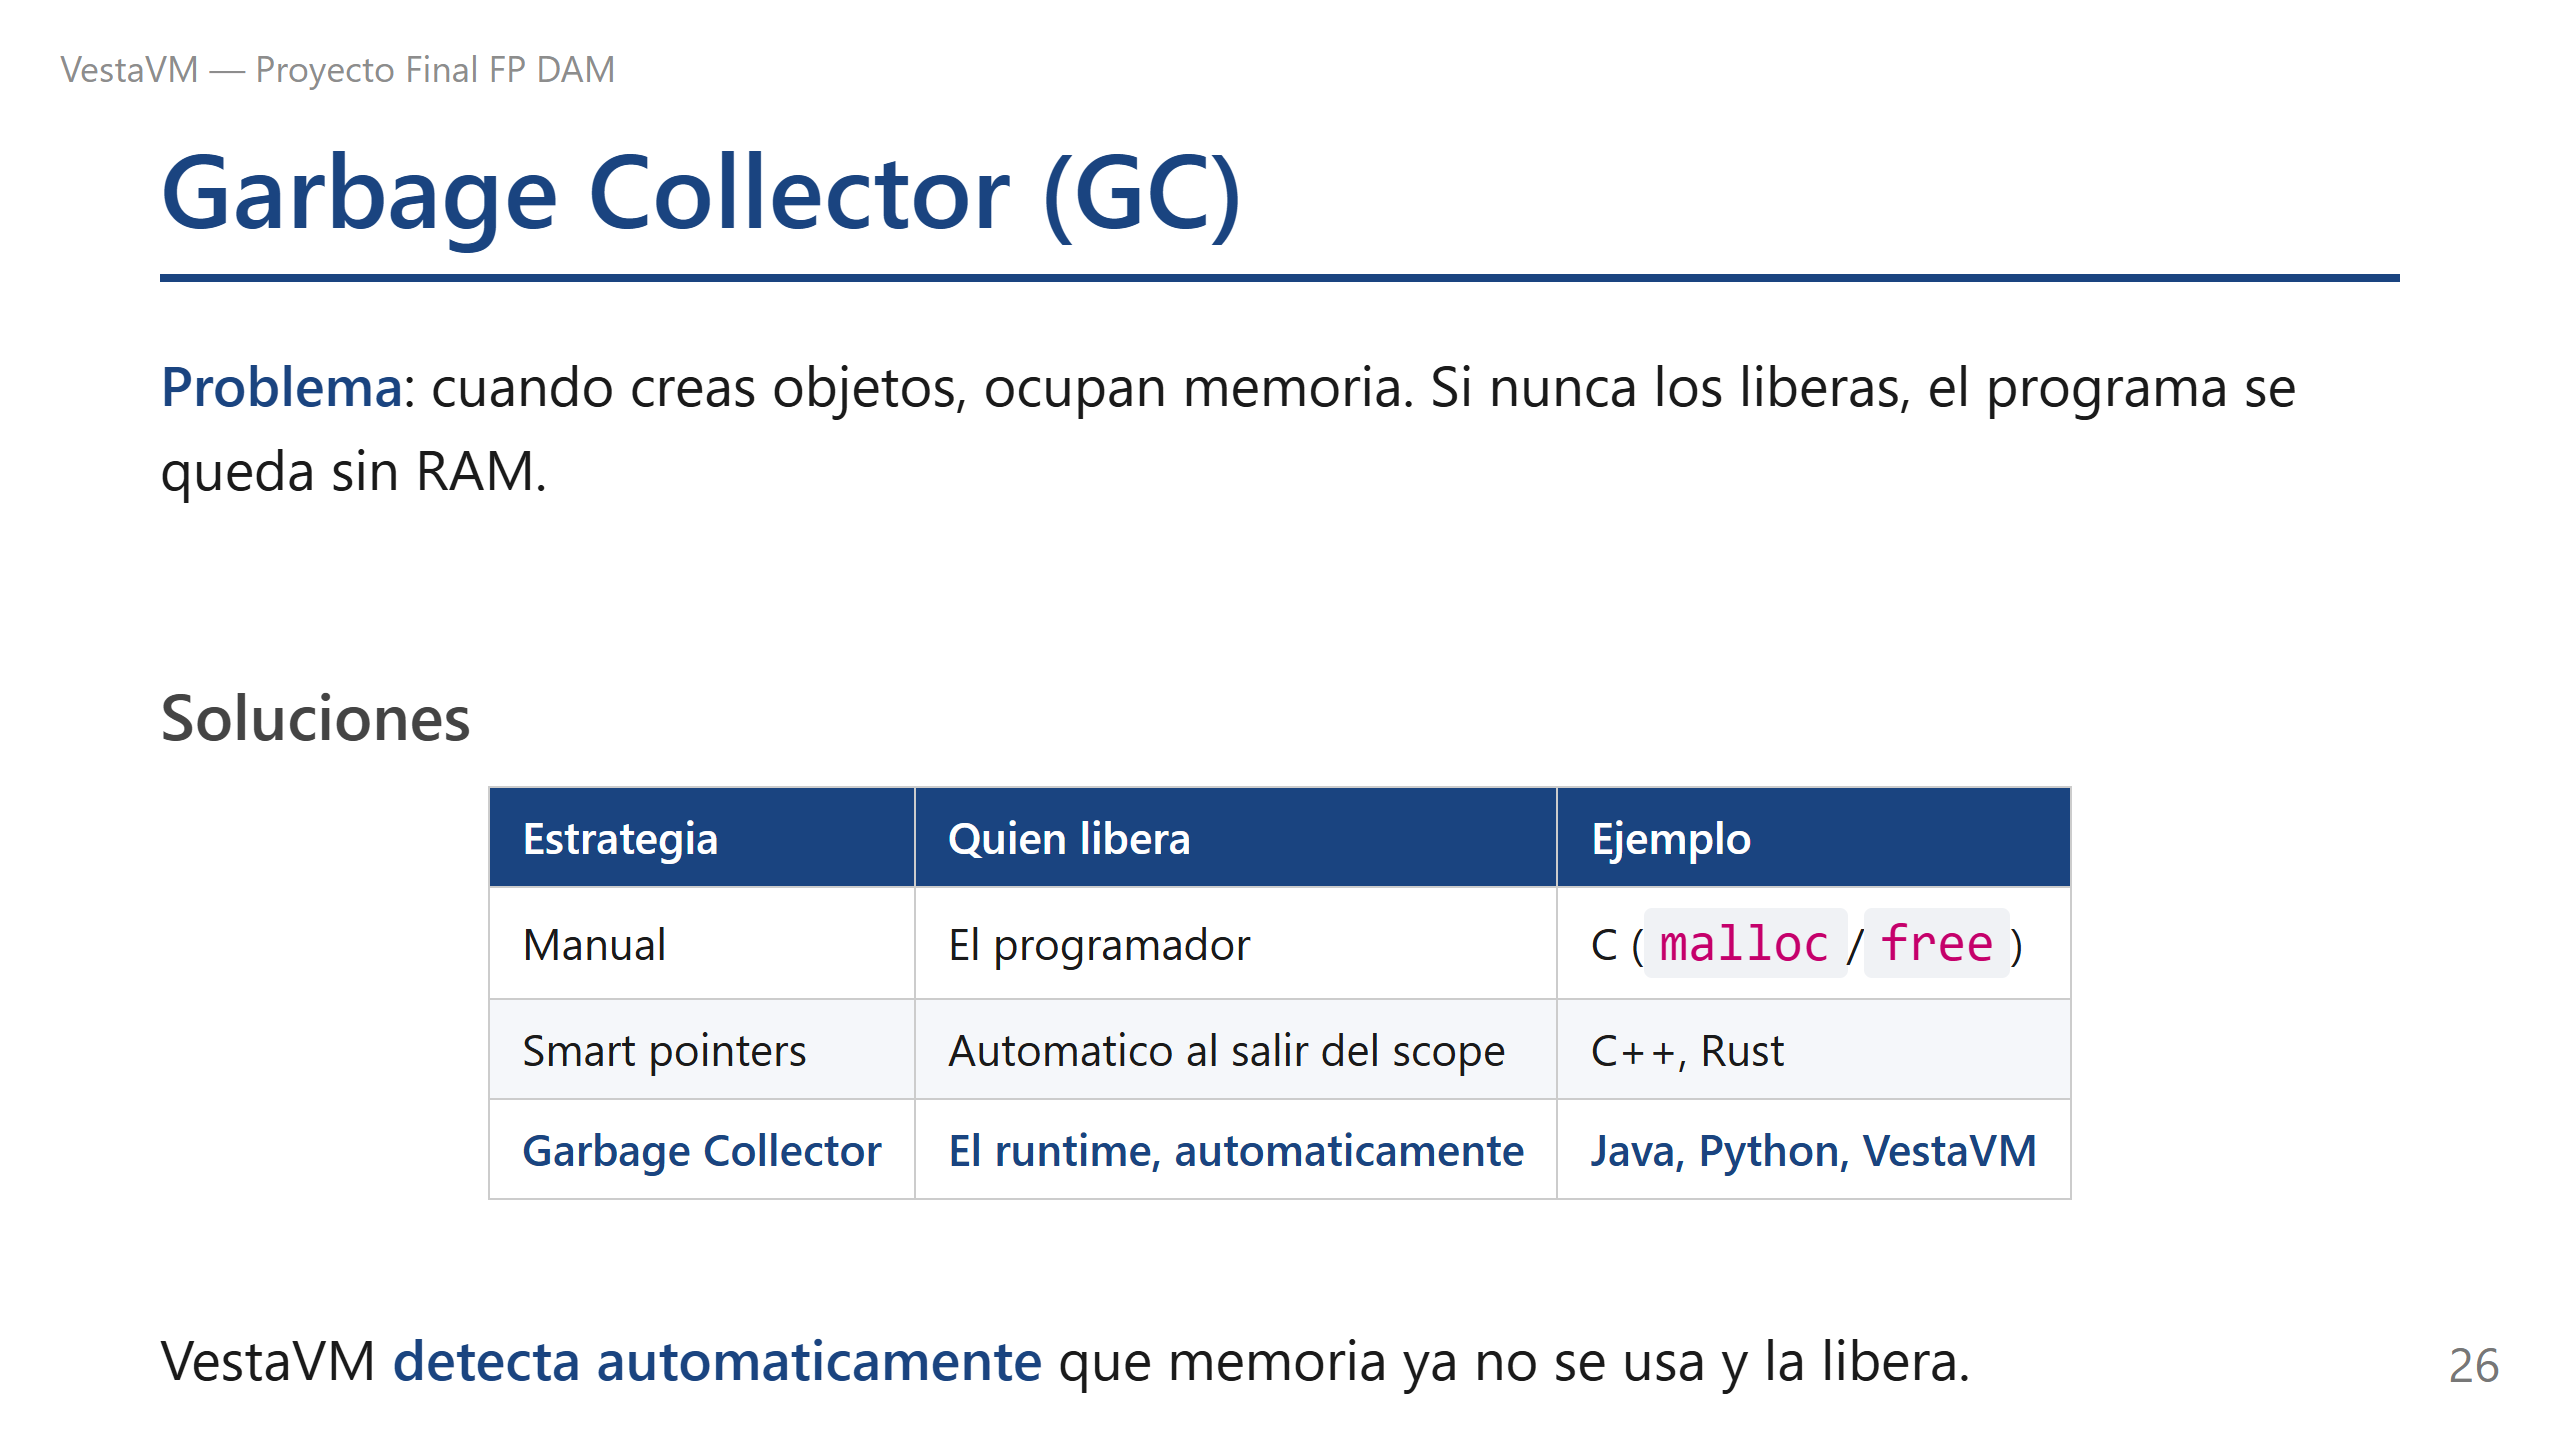 VestaVM — Proyecto Final FP DAM
Garbage Collector (GC)
Problema: cuando creas objetos, ocupan memoria. Si nunca los liberas, el programa se
queda sin RAM.
Soluciones
Estrategia Quien libera Ejemplo
Manual El programador C (malloc/free)
Smart pointers Automatico al salir del scope C++, Rust
Garbage Collector El runtime, automaticamente Java, Python, VestaVM
VestaVM detecta automaticamente que memoria ya no se usa y la libera.
26